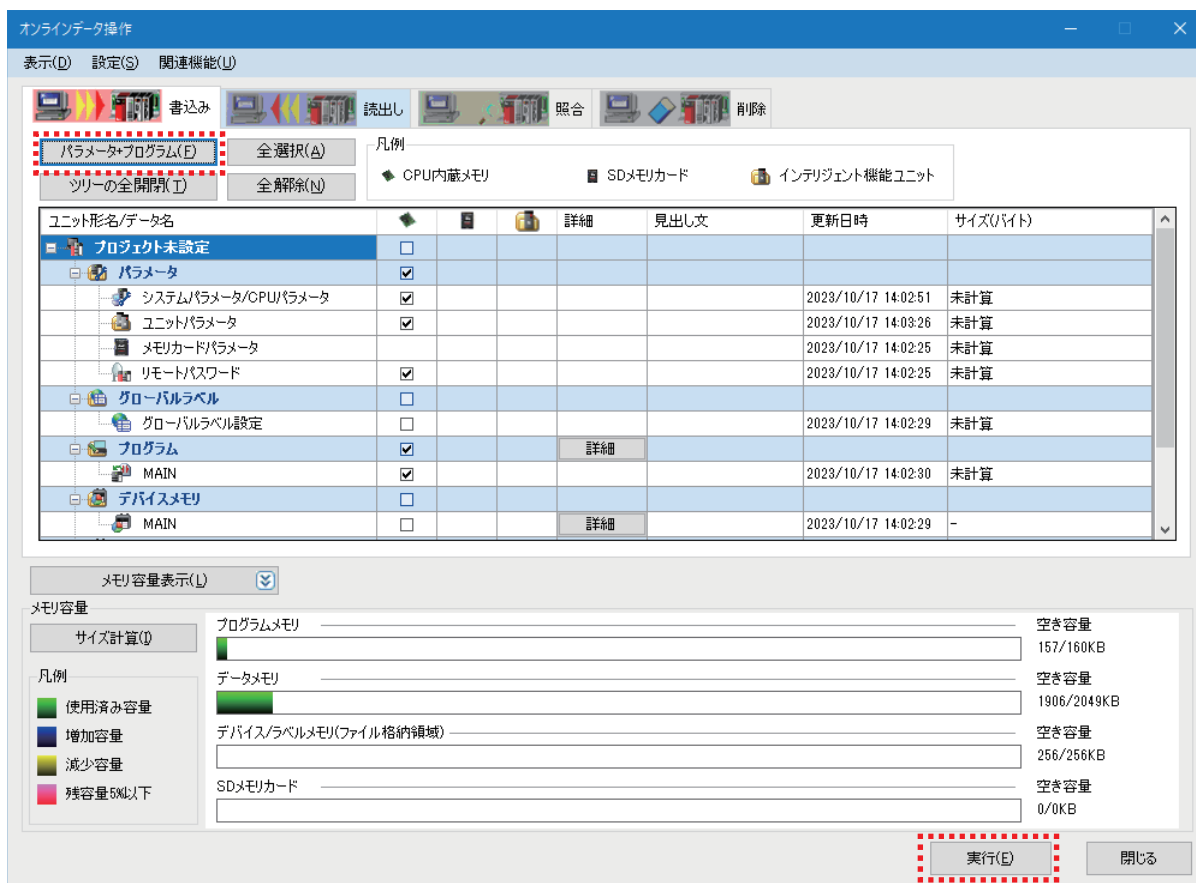 オンラインデータ操作
表示(D) 設定(S) 関連機能(U)
書込み 読出し 照合 削除
パラメータ+プログラム(F) 全選択(A) 凡例
CPU内蔵メモリ SDメモリカード インテリジェント機能ユニット
ツリーの全開閉(T) 全解除(N)
ユニット形名/データ名 詳細 見出し文 更新日時 サイズ(バイト)
プロジェクト未設定
パラメータ
システムパラメータ/CPUパラメータ 2023/10/17 14:02:51 未計算
ユニットパラメータ 2023/10/17 14:03:26 未計算
メモリカードパラメータ 2023/10/17 14:02:25 未計算
リモートパスワード 2023/10/17 14:02:25 未計算
グローバルラベル
グローバルラベル設定 2023/10/17 14:02:29 未計算
プログラム 詳細
MAIN 2023/10/17 14:02:30 未計算
デバイスメモリ
MAIN 詳細 2023/10/17 14:02:29 -
メモリ容量表示(L)
メモリ容量
サイズ計算(I)
プログラムメモリ 空き容量
157/160KB
凡例
使用済み容量
増加容量
減少容量
残容量5%以下
データメモリ 空き容量
1906/2049KB
デバイス/ラベルメモリ(ファイル格納領域) 空き容量
256/256KB
SDメモリカード 空き容量
0/0KB
実行(E) 閉じる